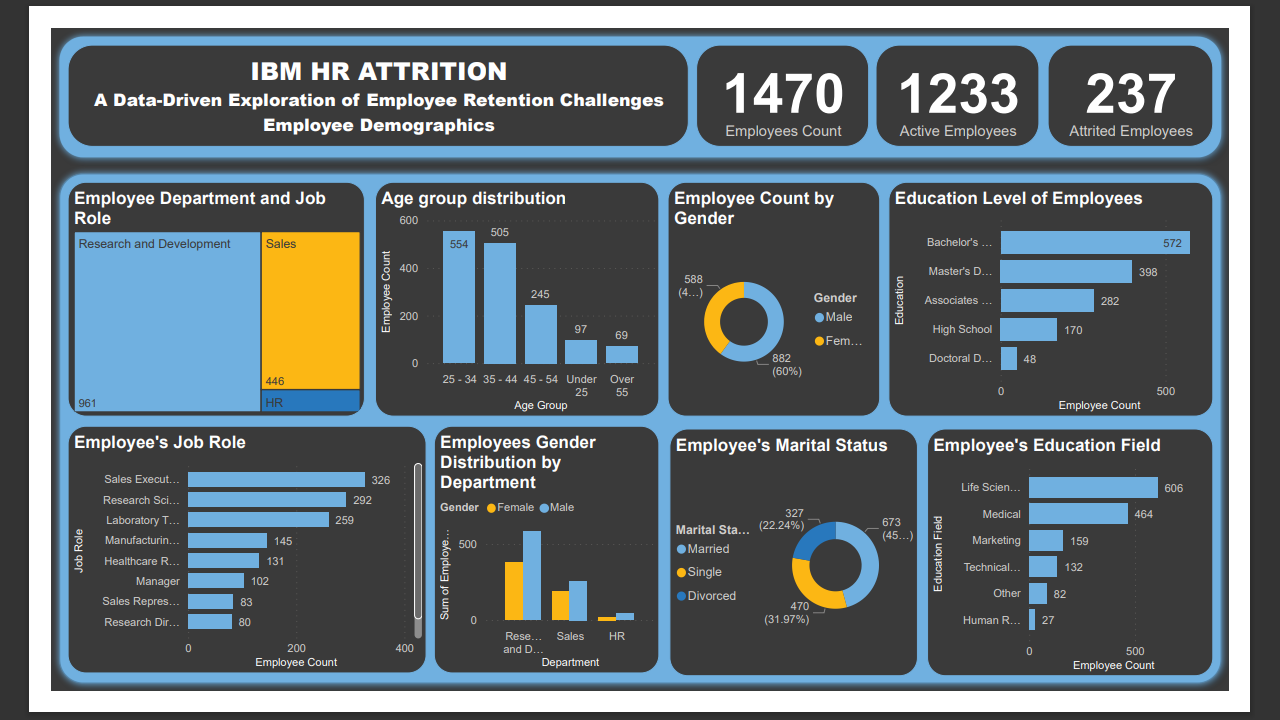 IBM HR ATTRITION
A Data-Driven Exploration of Employee Retention Challenges
Employee Demographics
1470
Employees Count
1233
Active Employees
237
Attrited Employees
Employee Department and Job
Role
Research and Development
961
Sales
446
HR
Age group distribution
Employee Count
600
400
200
0
554
505
245
97
69
25 - 34
35 - 44
45 - 54
Under
25
Over
55
Age Group
Employee Count by
Gender
588
(4…)
882
(60%)
Gender
Male
Fem…
Education Level of Employees
Education
Bachelor's … 572
Master's D… 398
Associates … 282
High School 170
Doctoral D… 48
0 500
Employee Count
Employee's Job Role
Job Role
Sales Execut… 326
Research Sci… 292
Laboratory T… 259
Manufacturin… 145
Healthcare R… 131
Manager 102
Sales Repres… 83
Research Dir… 80
0 200 400
Employee Count
Employees Gender
Distribution by
Department
Gender Female Male
Sum of Employe…
500
0
Rese…
and D…
Sales
HR
Department
Employee's Marital Status
Marital Sta…
Married
Single
Divorced
327
(22.24%)
673
(45…)
470
(31.97%)
Employee's Education Field
Education Field
Life Scien… 606
Medical 464
Marketing 159
Technical… 132
Other 82
Human R… 27
0 500
Employee Count